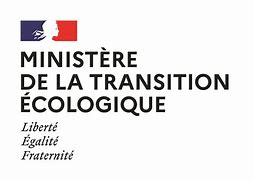 MINISTÈRE
DE LA TRANSITION
ÉCOLOGIQUE
Liberté
Égalité
Fraternité